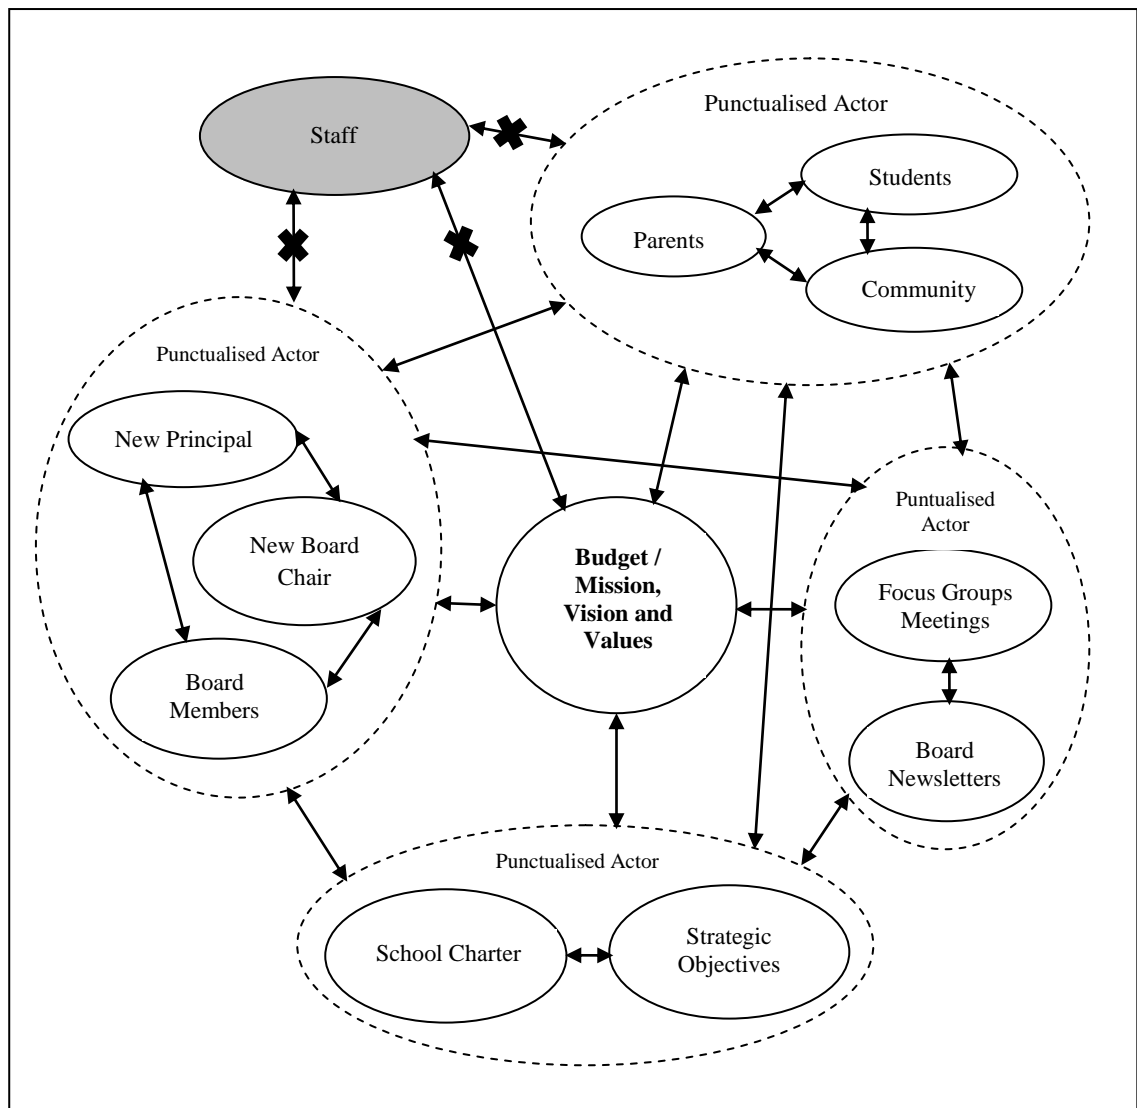 Staff
Punctualised Actor
Students
Parents
Community
Punctualised Actor
New Principal
New Board
Chair
Board
Members
Budget /
Mission,
Vision and
Values
Puntualised
Actor
Focus Groups
Meetings
Board
Newsletters
Punctualised Actor
School Charter
Strategic
Objectives